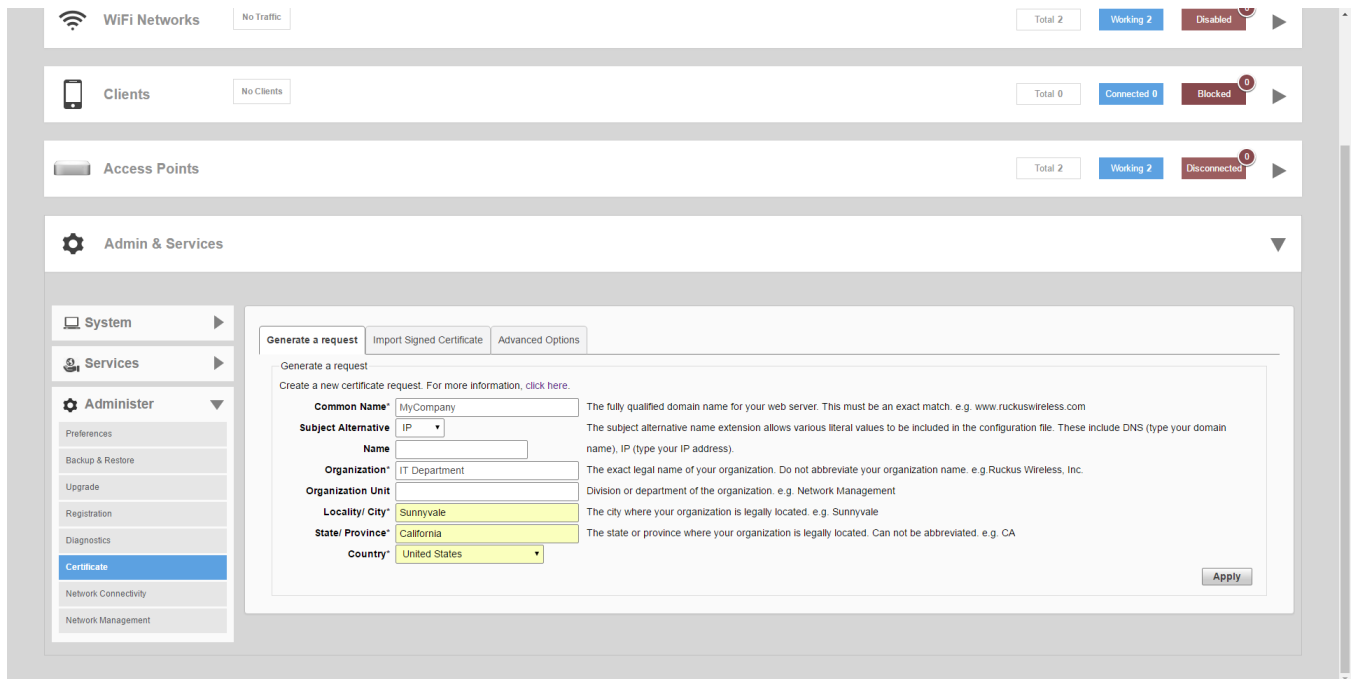 WiFi Networks No Traffic Total 2 Working 2 Disabled 0
Clients No Clients Total 0 Connected 0 Blocked 0
Access Points Total 2 Working 2 Disconnected 0
Admin & Services
System
Services
Administer
Preferences
Backup & Restore
Upgrade
Registration
Diagnostics
Certificate
Network Connectivity
Network Management
Generate a request Import Signed Certificate Advanced Options
Generate a request
Create a new certificate request. For more information, click here.
Common Name* MyCompany The fully qualified domain name for your web server. This must be an exact match. e.g. www.ruckuswireless.com
Subject Alternative IP The subject alternative name extension allows various literal values to be included in the configuration file. These include DNS (type your domain
Name name), IP (type your IP address).
Organization* IT Department The exact legal name of your organization. Do not abbreviate your organization name. e.g.Ruckus Wireless, Inc.
Organization Unit Division or department of the organization. e.g. Network Management
Locality/ City* Sunnyvale The city where your organization is legally located. e.g. Sunnyvale
State/ Province* California The state or province where your organization is legally located. Can not be abbreviated. e.g. CA
Country* United States
Apply